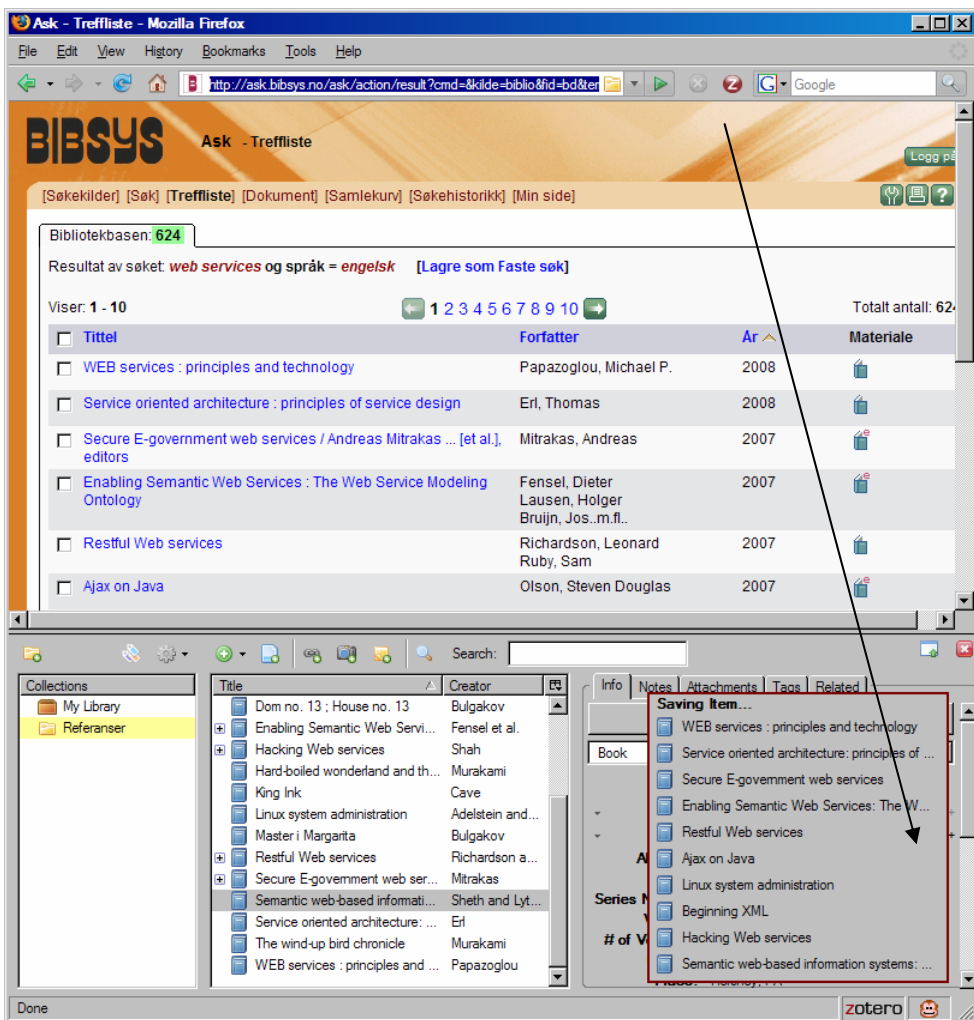 Ask - Treffliste - Mozilla Firefox
File Edit View History Bookmarks Tools Help
http://ask.bibsys.no/ask/action/result?cmd=&kilde=biblio&fid=bd&ter
G Google
BIBSYS Ask - Treffliste
Logg på
[Søkekilder] [Søk] [Treffliste] [Dokument] [Samlekurv] [Søkehistorikk] [Min side]
Bibliotekbasen: 624
Resultat av søket: web services og språk = engelsk [Lagre som Faste søk]
Viser: 1 - 10 1 2 3 4 5 6 7 8 9 10 Totalt antall: 624
Tittel Forfatter År Materiale
WEB services : principles and technology Papazoglou, Michael P. 2008
Service oriented architecture : principles of service design Erl, Thomas 2008
Secure E-government web services / Andreas Mitrakas ... [et al.], Mitrakas, Andreas 2007
editors
Enabling Semantic Web Services : The Web Service Modeling Fensel, Dieter 2007
Ontology Lausen, Holger
Bruijn, Jos..m.fl..
Restful Web services Richardson, Leonard 2007
Ruby, Sam
Ajax on Java Olson, Steven Douglas 2007
Search:
Collections
My Library
Referanser
Title Creator
Dom no. 13 ; House no. 13 Bulgakov
Enabling Semantic Web Servi... Fensel et al.
Hacking Web services Shah
Hard-boiled wonderland and th... Murakami
King Ink Cave
Linux system administration Adelstein and...
Master i Margarita Bulgakov
Restful Web services Richardson a...
Secure E-government web ser... Mitrakas
Semantic web-based informati... Sheth and Lyt...
Service oriented architecture: ... Erl
The wind-up bird chronicle Murakami
WEB services : principles and ... Papazoglou
Info Notes Attachments Tags Related
Book
Series N
# of V
Saving Item...
WEB services : principles and technology
Service oriented architecture: principles of ...
Secure E-government web services
Enabling Semantic Web Services: The W...
Restful Web services
Ajax on Java
Linux system administration
Beginning XML
Hacking Web services
Semantic web-based information systems: ...
Done zotero